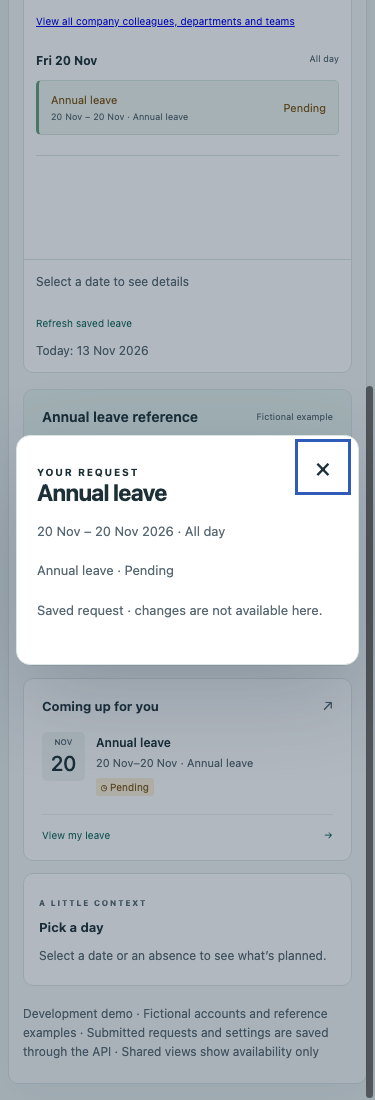 View all company colleagues, departments and teams
Fri 20 Nov
All day
Annual leave
20 Nov – 20 Nov · Annual leave
Pending
Select a date to see details
Refresh saved leave
Today: 13 Nov 2026
Annual leave reference
Fictional example
YOUR REQUEST
Annual leave
20 Nov – 20 Nov 2026 · All day
Annual leave · Pending
Saved request · changes are not available here.
Coming up for you
NOV
20
Annual leave
20 Nov–20 Nov · Annual leave
Pending
View my leave
A LITTLE CONTEXT
Pick a day
Select a date or an absence to see what's planned.
Development demo · Fictional accounts and reference
examples · Submitted requests and settings are saved
through the API · Shared views show availability only